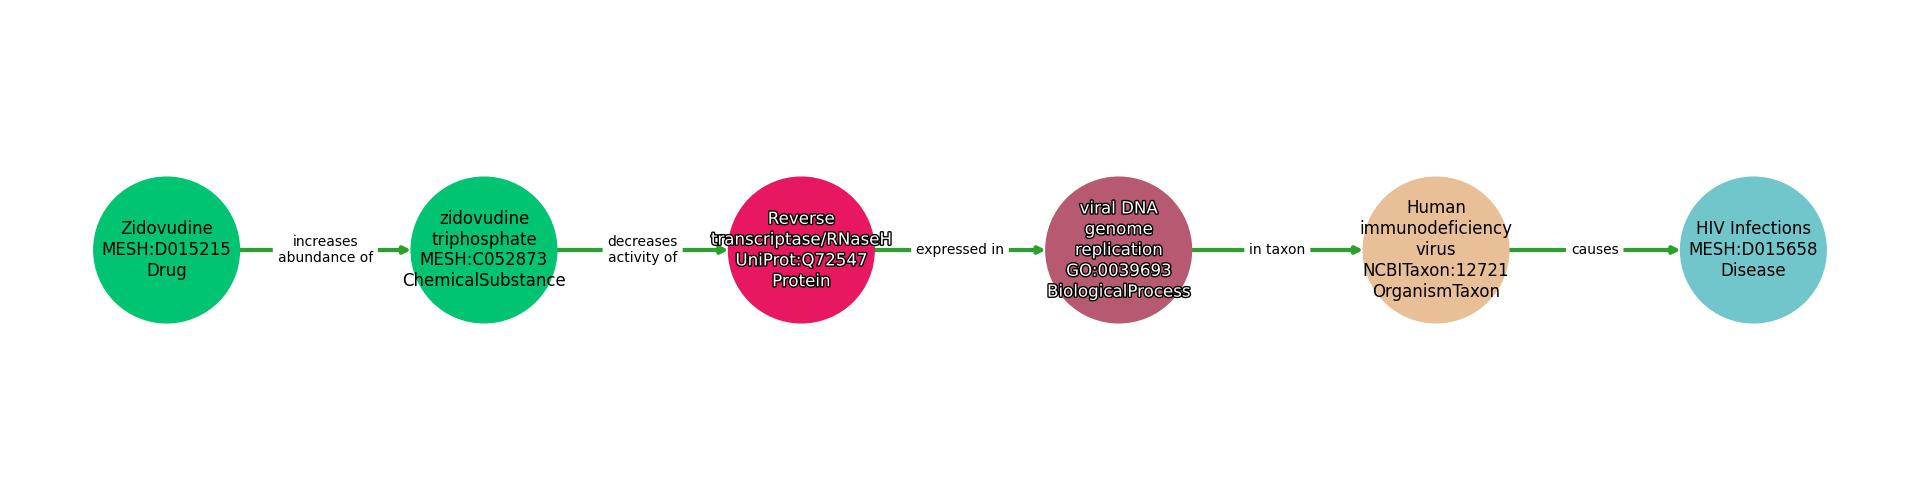 Zidovudine
MESH:D015215
Drug
increases
abundance of
zidovudine
triphosphate
MESH:C052873
ChemicalSubstance
decreases
activity of
Reverse
transcriptase/RNaseH
UniProt:Q72547
Protein
expressed in
viral DNA
genome
replication
GO:0039693
BiologicalProcess
in taxon
Human
immunodeficiency
virus
NCBITaxon:12721
OrganismTaxon
causes
HIV Infections
MESH:D015658
Disease